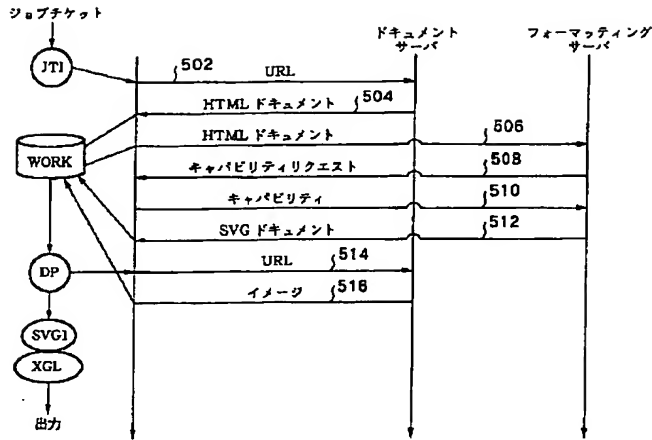 ジョブチケット
ドキュメント
サーバ
フォーマッティング
サーバ
JTI
502
URL
504
HTML ドキュメント
HTML ドキュメント
506
WORK
キャパビリティリクエスト
508
キャパビリティ
510
SVG ドキュメント
512
DP
URL
514
イメージ
516
SVGI
XGL
出力